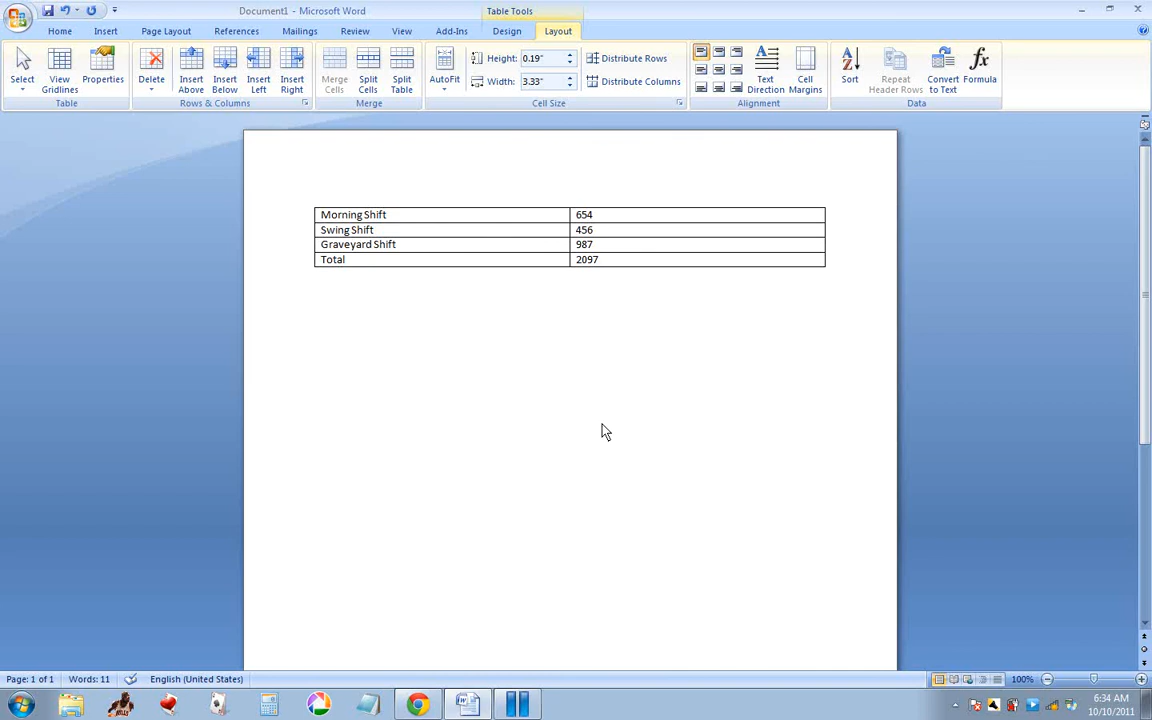 Document1 - Microsoft Word
Table Tools
Home Insert Page Layout References Mailings Review View Add-Ins Design Layout
Select
View Gridlines
Properties
Delete
Insert Above
Insert Below
Insert Left
Insert Right
Merge Cells
Split Cells
Split Table
AutoFit
Height: 0.19"
Width: 3.33"
Distribute Rows
Distribute Columns
Text Direction
Cell Margins
A Z
Sort
Repeat Header Rows
Convert to Text
fx
Formula
Table Rows & Columns Merge Cell Size Alignment Data
Morning Shift 654
Swing Shift 456
Graveyard Shift 987
Total 2097
Page: 1 of 1 Words: 11 English (United States) 100%
6:34 AM
10/10/2011